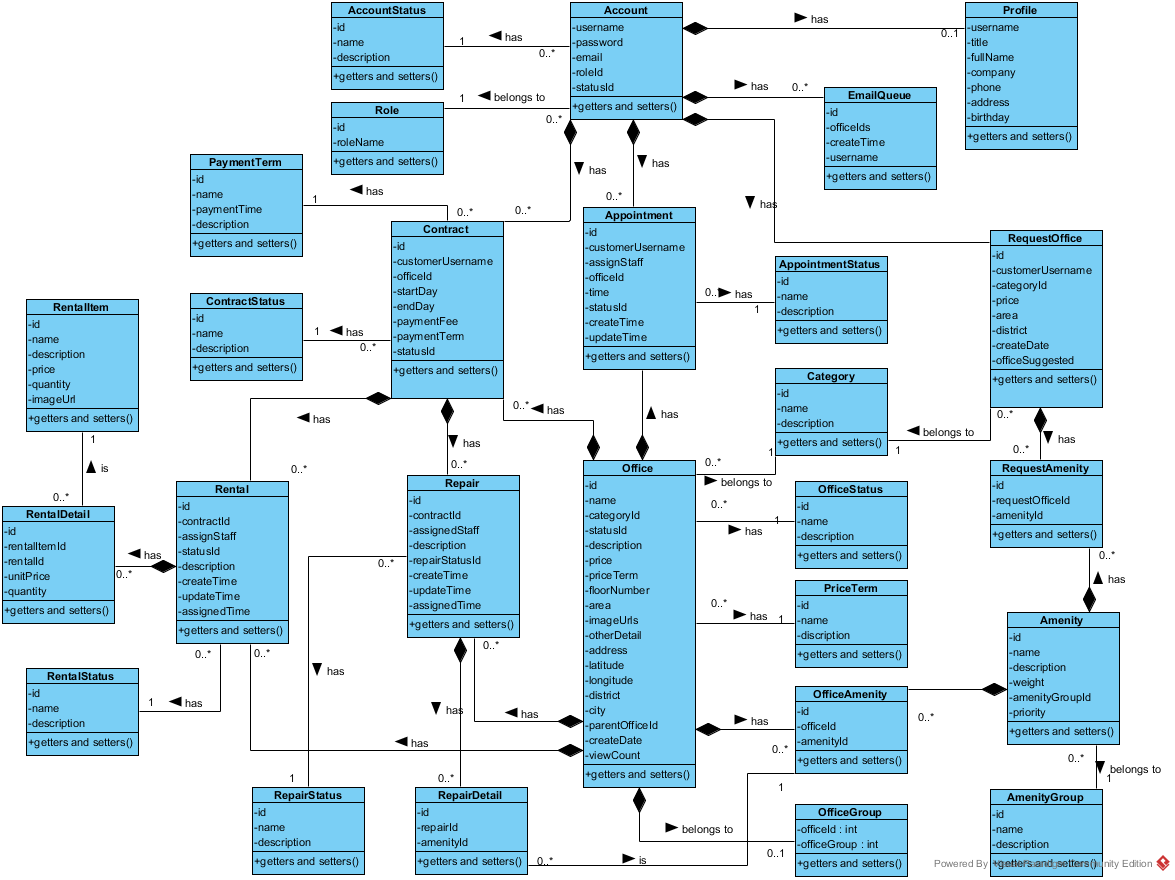 AccountStatus
-id
-name
-description
+getters and setters()
Account
-username
-password
-email
-roleId
-statusId
+getters and setters()
Profile
-username
-title
-fullName
-company
-phone
-address
-birthday
+getters and setters()
1
has
0..*
has
0..1
Role
-id
-roleName
+getters and setters()
1
belongs to
0..*
has
0..*
EmailQueue
-id
-officeIds
-createTime
-username
+getters and setters()
PaymentTerm
-id
-name
-paymentTime
-description
+getters and setters()
1
has
0..*
has
0..*
has
0..*
has
Contract
-id
-customerUsername
-officeId
-startDay
-endDay
-paymentFee
-paymentTerm
-statusId
+getters and setters()
Appointment
-id
-customerUsername
-assignStaff
-officeId
-time
-statusId
-createTime
-updateTime
+getters and setters()
AppointmentStatus
-id
-name
-description
+getters and setters()
0..*
has
1
RequestOffice
-id
-customerUsername
-categoryId
-price
-area
-district
-createDate
-officeSuggested
+getters and setters()
RentalItem
-id
-name
-description
-price
-quantity
-imageUrl
+getters and setters()
ContractStatus
-id
-name
-description
+getters and setters()
1
has
0..*
Category
-id
-name
-description
+getters and setters()
has
0..*
has
0..*
0..*
has
has
1
0..*
belongs to
0..*
belongs to
1
0..*
has
0..*
1
is
0..*
RentalDetail
-id
-rentalItemId
-rentalId
-unitPrice
-quantity
+getters and setters()
has
0..*
Rental
-id
-contractId
-assignStaff
-statusId
-description
-createTime
-updateTime
-assignedTime
+getters and setters()
Repair
-id
-contractId
-assignedStaff
-description
-repairStatusId
-createTime
-updateTime
-assignedTime
+getters and setters()
Office
-id
-name
-categoryId
-statusId
-description
-price
-priceTerm
-floorNumber
-area
-imageUrls
-otherDetail
-address
-latitude
-longitude
-district
-city
-parentOfficeId
-createDate
-viewCount
+getters and setters()
OfficeStatus
-id
-name
-description
+getters and setters()
0..*
has
1
RequestAmenity
-id
-requestOfficeId
-amenityId
+getters and setters()
0..*
has
PriceTerm
-id
-name
-discription
+getters and setters()
0..*
has
1
Amenity
-id
-name
-description
-weight
-amenityGroupId
-priority
+getters and setters()
RentalStatus
-id
-name
-description
+getters and setters()
1
has
0..*
0..*
0..*
has
1
0..*
has
has
has
0..*
OfficeAmenity
-id
-officeId
-amenityId
+getters and setters()
has
0..*
0..*
0..*
belongs to
1
RepairStatus
-id
-name
-description
+getters and setters()
RepairDetail
-id
-repairId
-amenityId
+getters and setters()
0..*
is
1
OfficeGroup
-officeId : int
-officeGroup : int
+getters and setters()
belongs to
0..1
AmenityGroup
-id
-name
-description
+getters and setters()
Powered By Community Edition